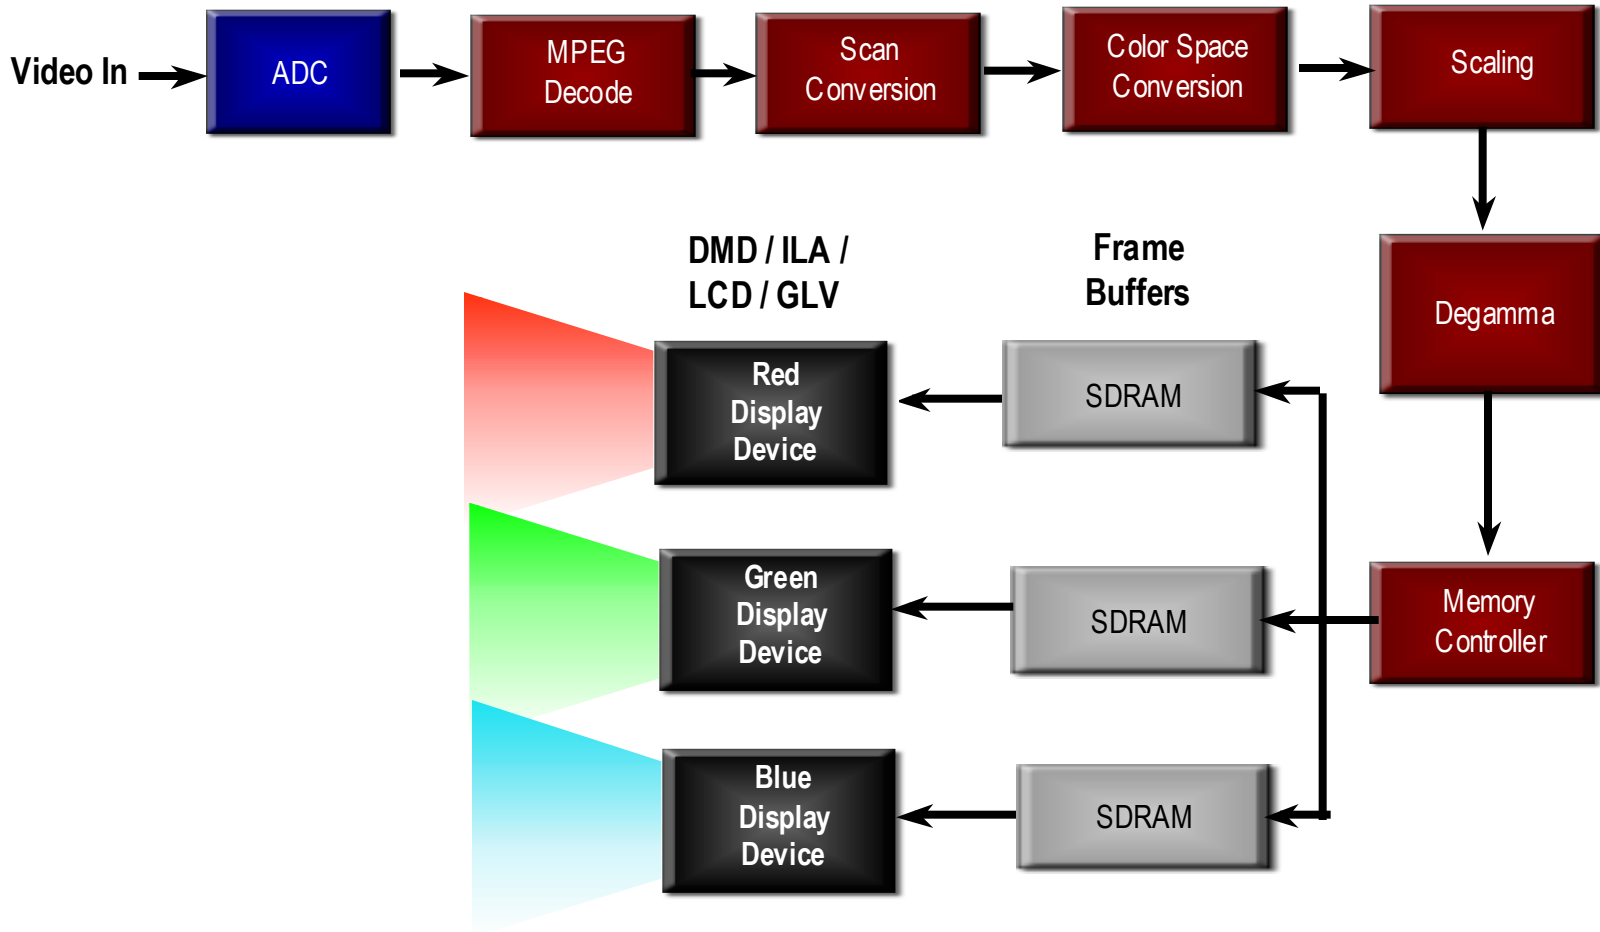 Video In
ADC
MPEG
Decode
Scan
Conversion
Color Space
Conversion
Scaling
DMD / ILA /
LCD / GLV
Frame
Buffers
Degamma
Red
Display
Device
SDRAM
Green
Display
Device
SDRAM
Memory
Controller
Blue
Display
Device
SDRAM